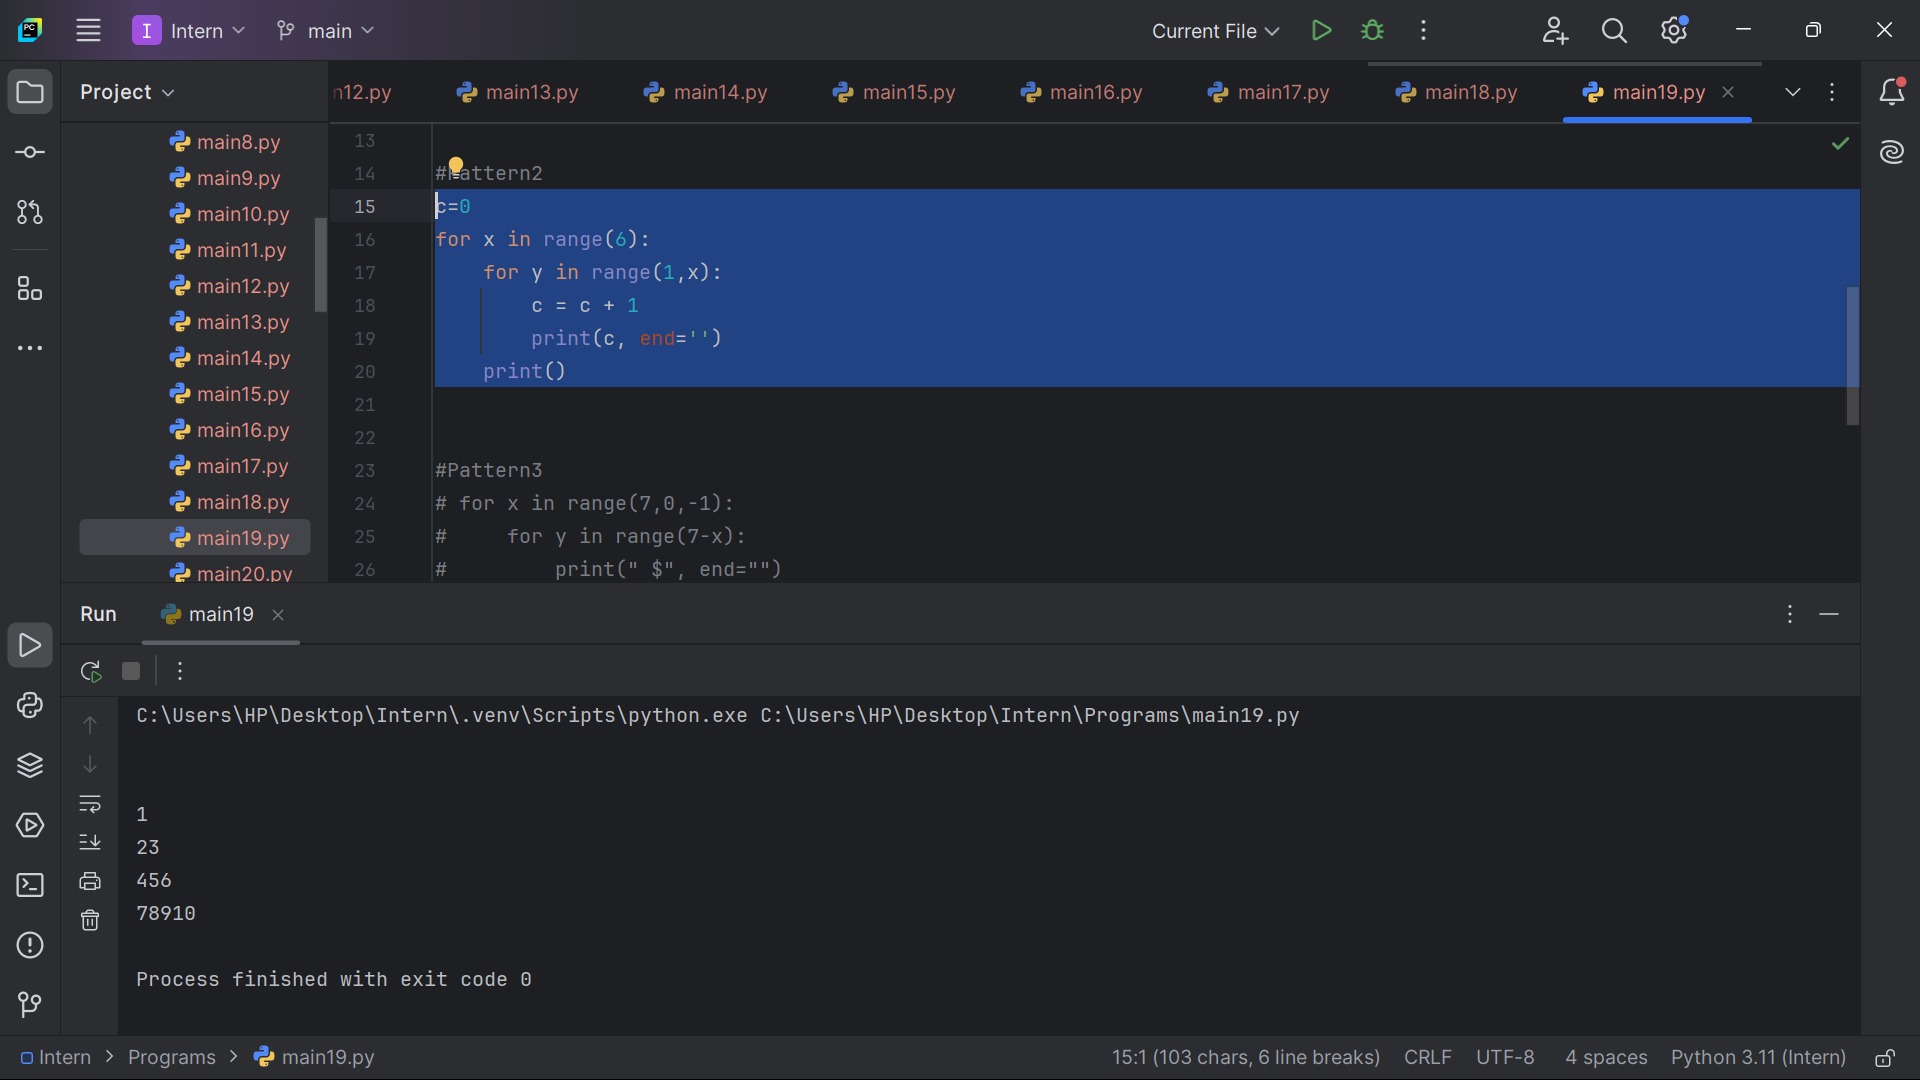 PC
I Intern main Current File
Project
n12.py main13.py main14.py main15.py main16.py main17.py main18.py main19.py
main8.py
main9.py
main10.py
main11.py
main12.py
main13.py
main14.py
main15.py
main16.py
main17.py
main18.py
main19.py
main20.py
13
14 #Pattern2
15 c=0
16 for x in range(6):
17     for y in range(1,x):
18         c = c + 1
19         print(c, end='')
20     print()
21
22
23 #Pattern3
24 # for x in range(7,0,-1):
25 #     for y in range(7-x):
26 #         print(" $", end="")
Run main19
C:\Users\HP\Desktop\Intern\.venv\Scripts\python.exe C:\Users\HP\Desktop\Intern\Programs\main19.py
1
23
456
78910
Process finished with exit code 0
Intern > Programs > main19.py 15:1 (103 chars, 6 line breaks) CRLF UTF-8 4 spaces Python 3.11 (Intern)